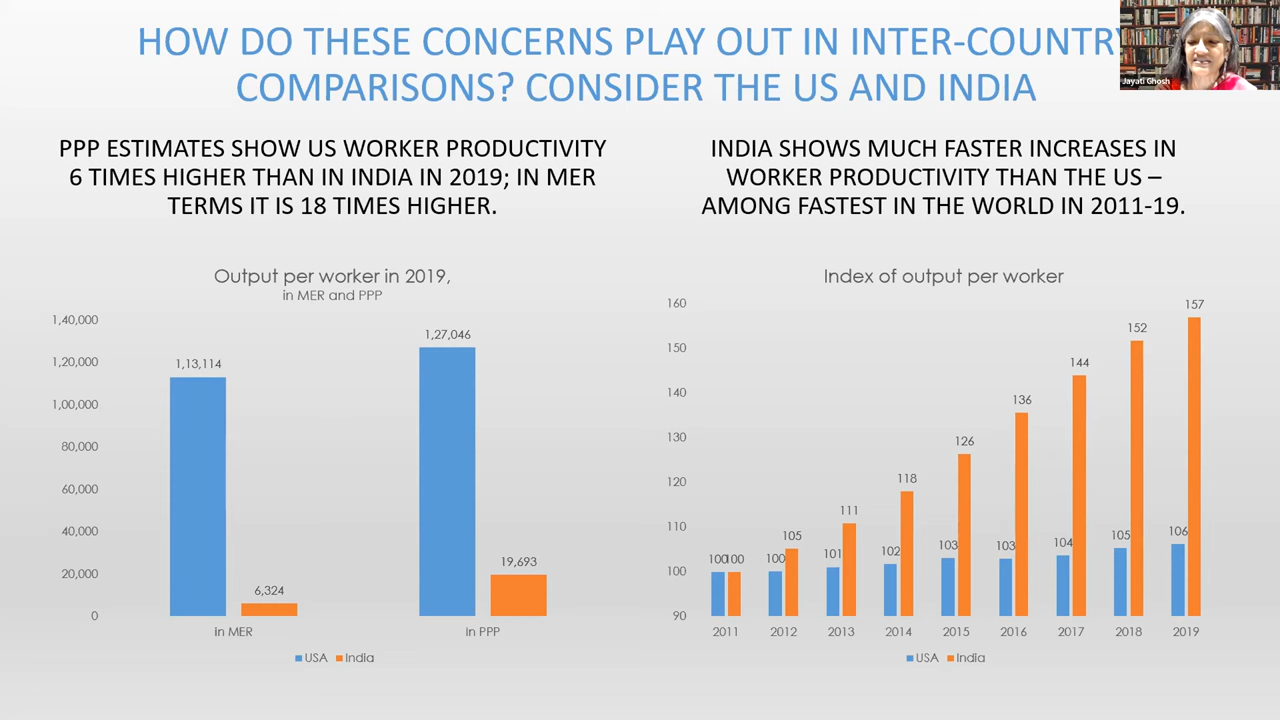 HOW DO THESE CONCERNS PLAY OUT IN INTER-COUNTRY
COMPARISONS? CONSIDER THE US AND INDIA
Jayati Ghosh
PPP ESTIMATES SHOW US WORKER PRODUCTIVITY
6 TIMES HIGHER THAN IN INDIA IN 2019; IN MER
TERMS IT IS 18 TIMES HIGHER.
Output per worker in 2019,
in MER and PPP
1,40,000
1,20,000
1,00,000
80,000
60,000
40,000
20,000
0
1,13,114
6,324
1,27,046
19,693
in MER
in PPP
USA
India
INDIA SHOWS MUCH FASTER INCREASES IN
WORKER PRODUCTIVITY THAN THE US –
AMONG FASTEST IN THE WORLD IN 2011-19.
Index of output per worker
160
150
140
130
120
110
100
90
100
100
100
105
101
111
102
118
103
126
103
136
104
144
105
152
106
157
2011
2012
2013
2014
2015
2016
2017
2018
2019
USA
India